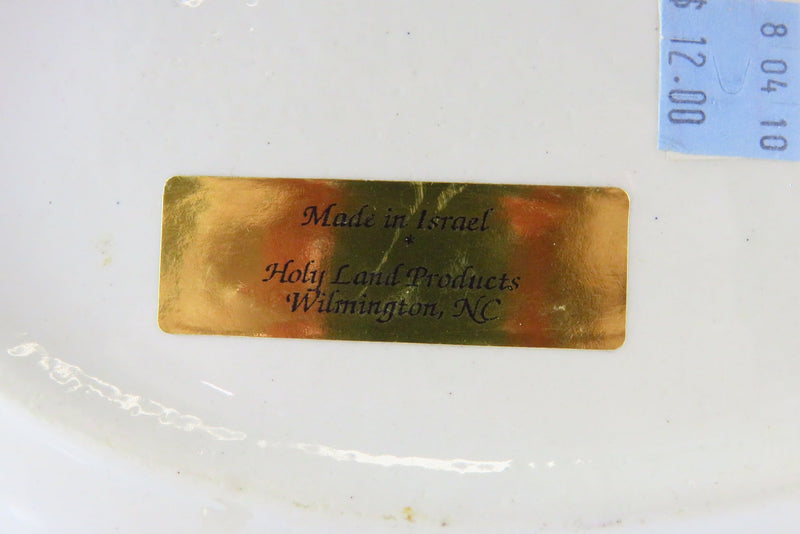 Made in Israel
*
Holy Land Products
Wilmington, NC
$ 12.00
8 04 10